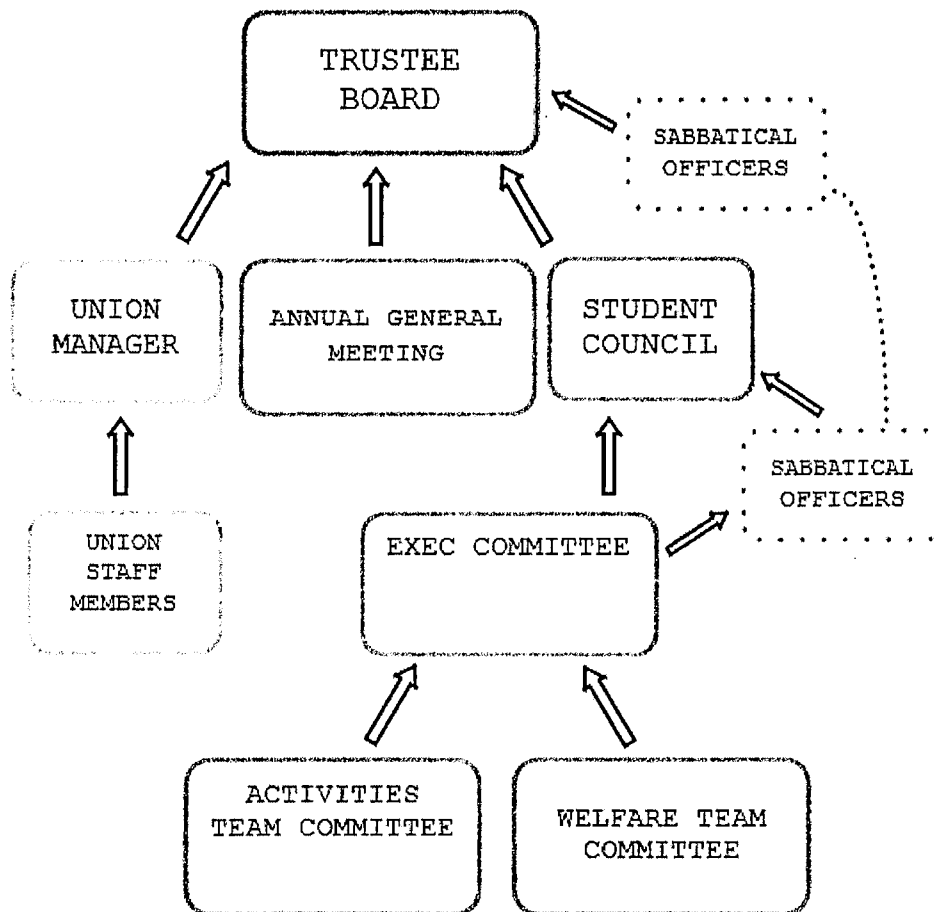 TRUSTEE
BOARD
SABBATICAL
OFFICERS
UNION
MANAGER
ANNUAL GENERAL
MEETING
STUDENT
COUNCIL
SABBATICAL
OFFICERS
UNION
STAFF
MEMBERS
EXEC COMMITTEE
ACTIVITIES
TEAM COMMITTEE
WELFARE TEAM
COMMITTEE